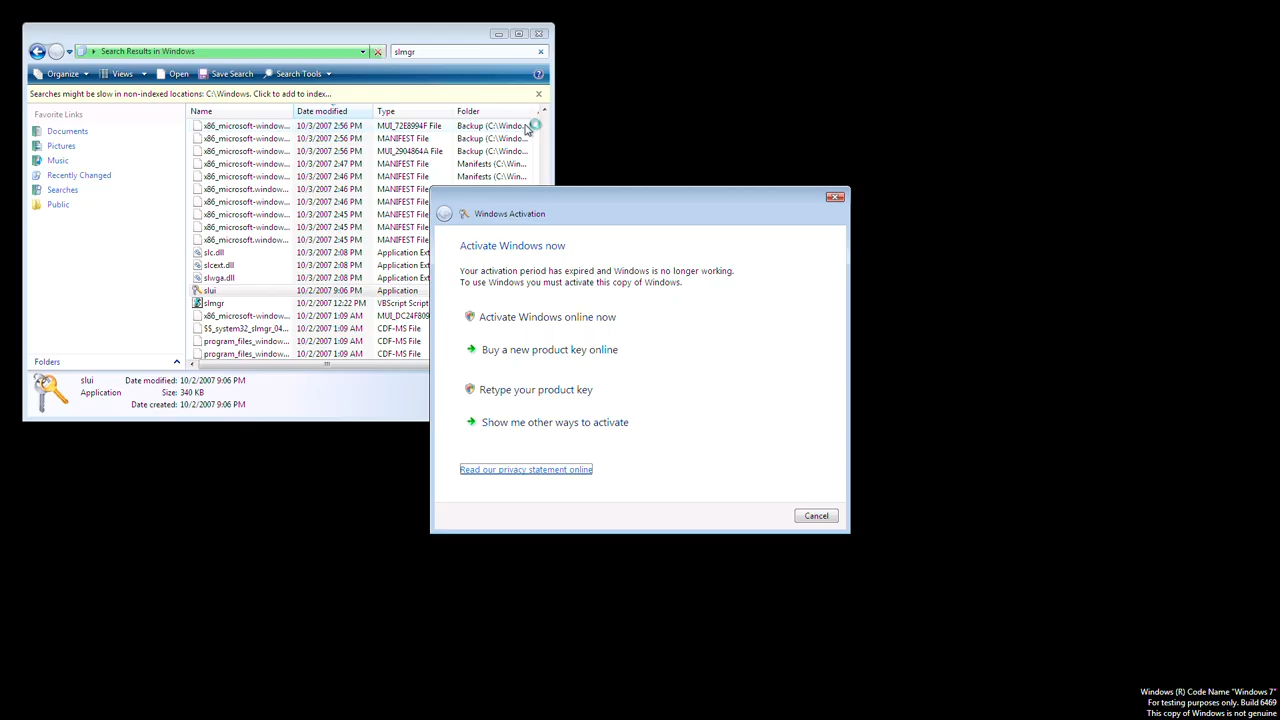 Search Results in Windows
slmgr
Organize
Views
Open
Save Search
Search Tools
Searches might be slow in non-indexed locations: C:\Windows. Click to add to index...
Favorite Links
Documents
Pictures
Music
Recently Changed
Searches
Public
Folders
Name Date modified Type Folder
x86_microsoft-window... 10/3/2007 2:56 PM MUI_72E8994F File Backup (C:\Windo...
x86_microsoft-window... 10/3/2007 2:56 PM MANIFEST File Backup (C:\Windo...
x86_microsoft-window... 10/3/2007 2:56 PM MUI_2904864A File Backup (C:\Windo...
x86_microsoft-window... 10/3/2007 2:47 PM MANIFEST File Manifests (C:\Win...
x86_microsoft-window... 10/3/2007 2:46 PM MANIFEST File Manifests (C:\Win...
x86_microsoft.window... 10/3/2007 2:46 PM MANIFEST File
x86_microsoft.window... 10/3/2007 2:46 PM MANIFEST File
x86_microsoft-window... 10/3/2007 2:45 PM MANIFEST File
x86_microsoft.window... 10/3/2007 2:45 PM MANIFEST File
x86_microsoft.window... 10/3/2007 2:45 PM MANIFEST File
slc.dll 10/3/2007 2:08 PM Application Ext
slcext.dll 10/3/2007 2:08 PM Application Ext
slwga.dll 10/3/2007 2:08 PM Application Ext
slui 10/2/2007 9:06 PM Application
slmgr 10/2/2007 12:22 PM VBScript Script
x86_microsoft-window... 10/2/2007 1:09 AM MUI_DC24F809
$$_system32_slmgr_04... 10/2/2007 1:09 AM CDF-MS File
program_files_window... 10/2/2007 1:09 AM CDF-MS File
program_files_window... 10/2/2007 1:09 AM CDF-MS File
slui Date modified: 10/2/2007 9:06 PM
Application Size: 340 KB
Date created: 10/2/2007 9:06 PM
Windows Activation
Activate Windows now
Your activation period has expired and Windows is no longer working.
To use Windows you must activate this copy of Windows.
Activate Windows online now
Buy a new product key online
Retype your product key
Show me other ways to activate
Read our privacy statement online
Cancel
Windows (R) Code Name "Windows 7"
For testing purposes only. Build 6469
This copy of Windows is not genuine